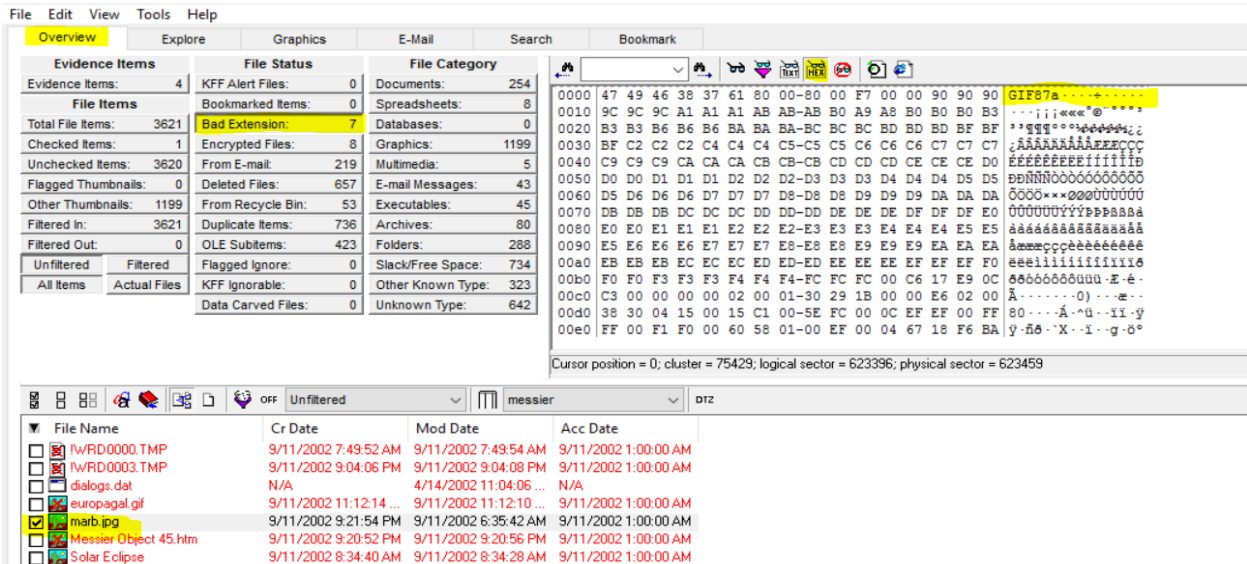 File Edit View Tools Help
Overview Explore Graphics E-Mail Search Bookmark
Evidence Items File Status File Category
Evidence Items: 4 KFF Alert Files: 0 Documents: 254
File Items Bookmarked Items: 0 Spreadsheets: 8
Total File Items: 3621 Bad Extension: 7 Databases: 0
Checked Items: 1 Encrypted Files: 8 Graphics: 1199
Unchecked Items: 3620 From E-mail: 219 Multimedia: 5
Flagged Thumbnails: 0 Deleted Files: 657 E-mail Messages: 43
Other Thumbnails: 1199 From Recycle Bin: 53 Executables: 45
Filtered In: 3621 Duplicate Items: 736 Archives: 80
Filtered Out: 0 OLE Subitems: 423 Folders: 288
Unfiltered Filtered Flagged Ignore: 0 Slack/Free Space: 734
All Items Actual Files KFF Ignorable: 0 Other Known Type: 323
Data Carved Files: 0 Unknown Type: 642
TEXT HEX
0000 47 49 46 38 37 61 80 00-80 00 F7 00 00 90 90 90 GIF87a·····÷·····
0010 9C 9C 9C A1 A1 A1 AB AB-AB B0 A9 A8 B0 B0 B0 B3
0020 B3 B3 B6 B6 B6 BA BA BA-BC BC BC BD BD BD BF BF
0030 BF C2 C2 C2 C4 C4 C4 C5-C5 C5 C6 C6 C6 C7 C7 C7 ¿ÂÂÂÄÄÄÅÅÅÆÆÆÇÇÇ
0040 C9 C9 C9 CA CA CA CB CB-CB CD CD CD CE CE CE D0 ÉÉÉÊÊÊËËËÍÍÍÎÎÎÐ
0050 D0 D0 D1 D1 D1 D2 D2 D2-D3 D3 D3 D4 D4 D4 D5 D5 ÐÐÑÑÑÒÒÒÓÓÓÔÔÔÕÕ
0060 D5 D6 D6 D6 D7 D7 D7 D8-D8 D8 D9 D9 D9 DA DA DA ÕÖÖÖ×××ØØØÙÙÙÚÚÚ
0070 DB DB DB DC DC DC DD DD-DD DE DE DE DF DF DF E0 ÛÛÛÜÜÜÝÝÝÞÞÞßßßà
0080 E0 E0 E1 E1 E1 E2 E2 E2-E3 E3 E3 E4 E4 E4 E5 E5 ààáááâââãããäääåå
0090 E5 E6 E6 E6 E7 E7 E7 E8-E8 E8 E9 E9 E9 EA EA EA åæææçççèèèéééêêê
00a0 EB EB EB EC EC EC ED ED-ED EE EE EE EF EF EF F0 ëëëìììíííîîîïïïð
00b0 F0 F0 F3 F3 F3 F4 F4 F4-FC FC FC 00 C6 17 E9 0C ððóóóôôôüüü·Æ·é·
00c0 C3 00 00 00 00 02 00 01-30 29 1B 00 00 E6 02 00 Ã·······0)···æ··
00d0 38 30 04 15 00 15 C1 00-5E FC 00 0C EF EF 00 FF 80····Á·^ü··ïï·ÿ
00e0 FF 00 F1 F0 00 60 58 01-00 EF 00 04 67 18 F6 BA ÿ·ñð·`X··ï··g·öº
Cursor position = 0; cluster = 75429; logical sector = 623396; physical sector = 623459
OFF Unfiltered messier DTZ
File Name Cr Date Mod Date Acc Date
!WRD0000.TMP 9/11/2002 7:49:52 AM 9/11/2002 7:49:54 AM 9/11/2002 1:00:00 AM
!WRD0003.TMP 9/11/2002 9:04:06 PM 9/11/2002 9:04:08 PM 9/11/2002 1:00:00 AM
dialogs.dat N/A 4/14/2002 11:04:06 ... N/A
europagal.gif 9/11/2002 11:12:14 ... 9/11/2002 11:12:10 ... 9/11/2002 1:00:00 AM
marb.jpg 9/11/2002 9:21:54 PM 9/11/2002 6:35:42 AM 9/11/2002 1:00:00 AM
Messier Object 45.htm 9/11/2002 9:20:52 PM 9/11/2002 9:20:56 PM 9/11/2002 1:00:00 AM
Solar Eclipse 9/11/2002 8:34:40 AM 9/11/2002 8:34:28 AM 9/11/2002 1:00:00 AM